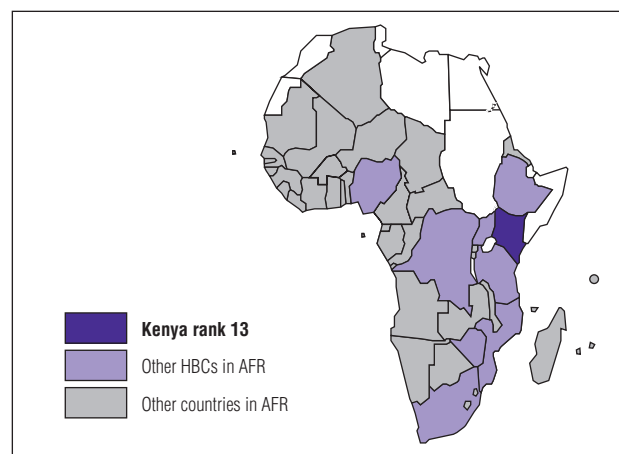 Kenya rank 13
Other HBCs in AFR
Other countries in AFR